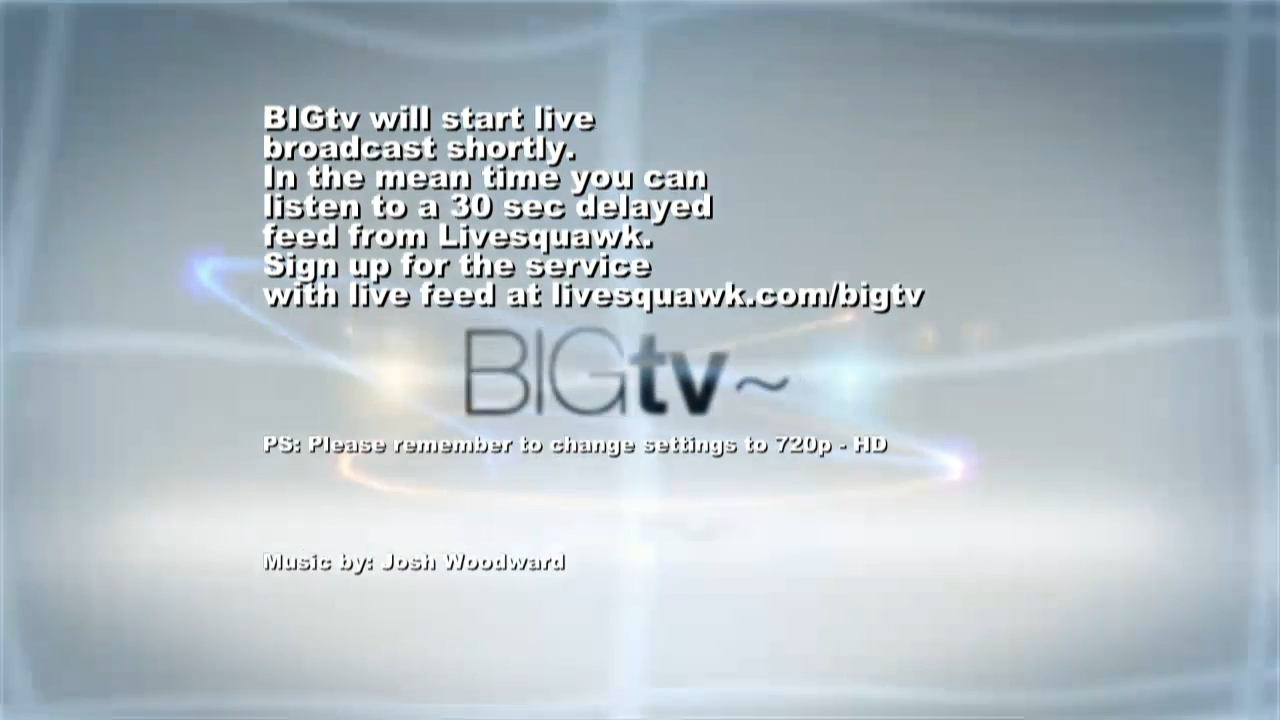 BIGtv will start live
broadcast shortly.
In the mean time you can
listen to a 30 sec delayed
feed from Livesquawk.
Sign up for the service
with live feed at livesquawk.com/bigtv
BIGtv~
PS: Please remember to change settings to 720p - HD
Music by: Josh Woodward